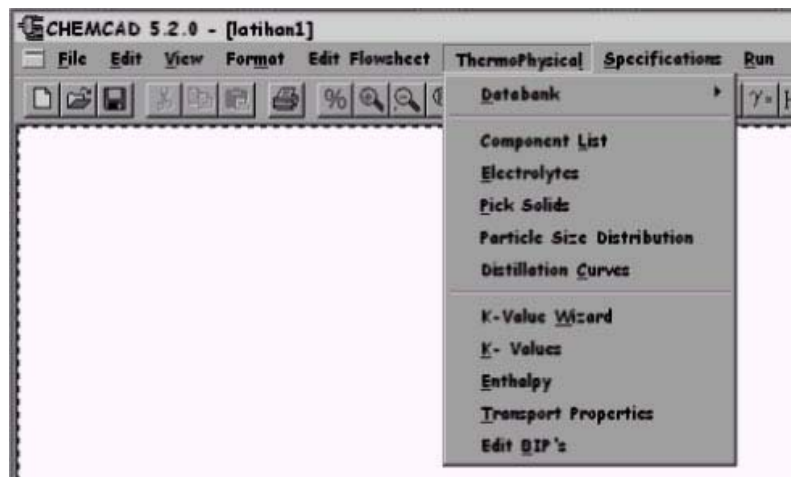 CHEMCAD 5.2.0 - [latihan1]
File Edit View Format Edit Flowsheet ThermoPhysical Specifications Run
%
γ=
Databank
Component List
Electrolytes
Pick Solids
Particle Size Distribution
Distillation Curves
K-Value Wizard
K- Values
Enthalpy
Transport Properties
Edit BIP's